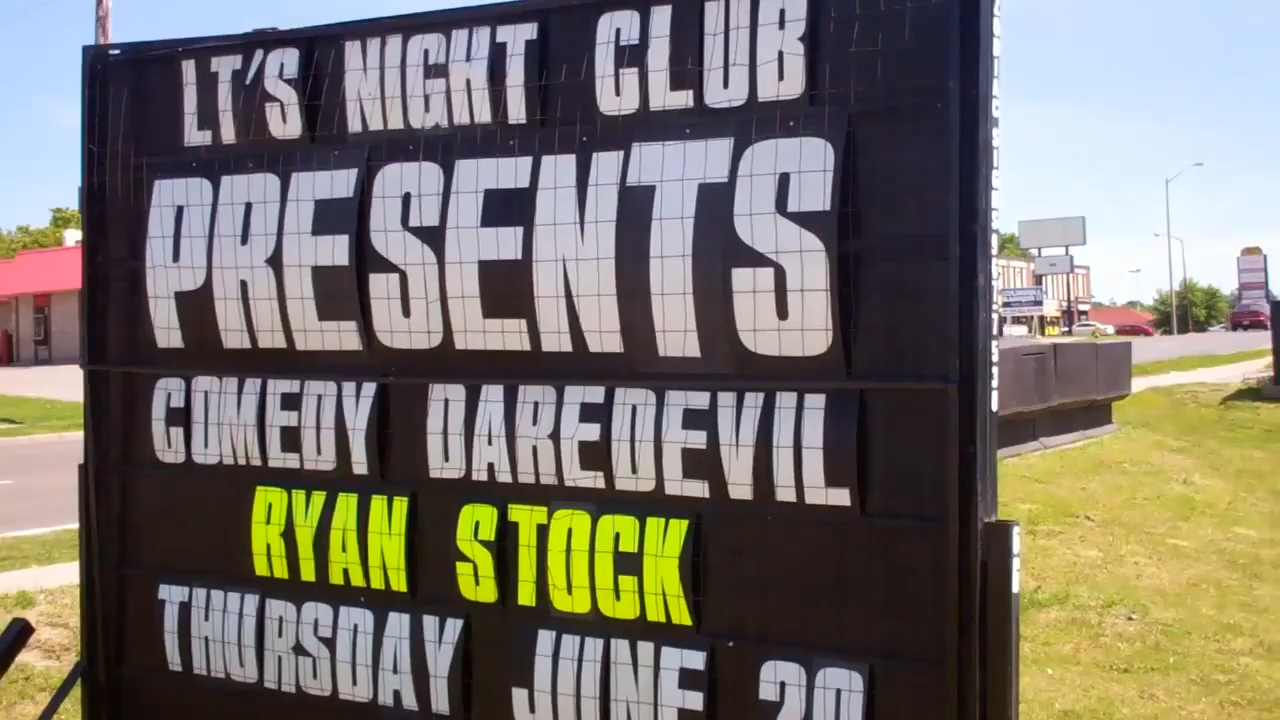 LT'S NIGHT CLUB
PRESENTS
COMEDY DAREDEVIL
RYAN STOCK
THURSDAY JUNE 20